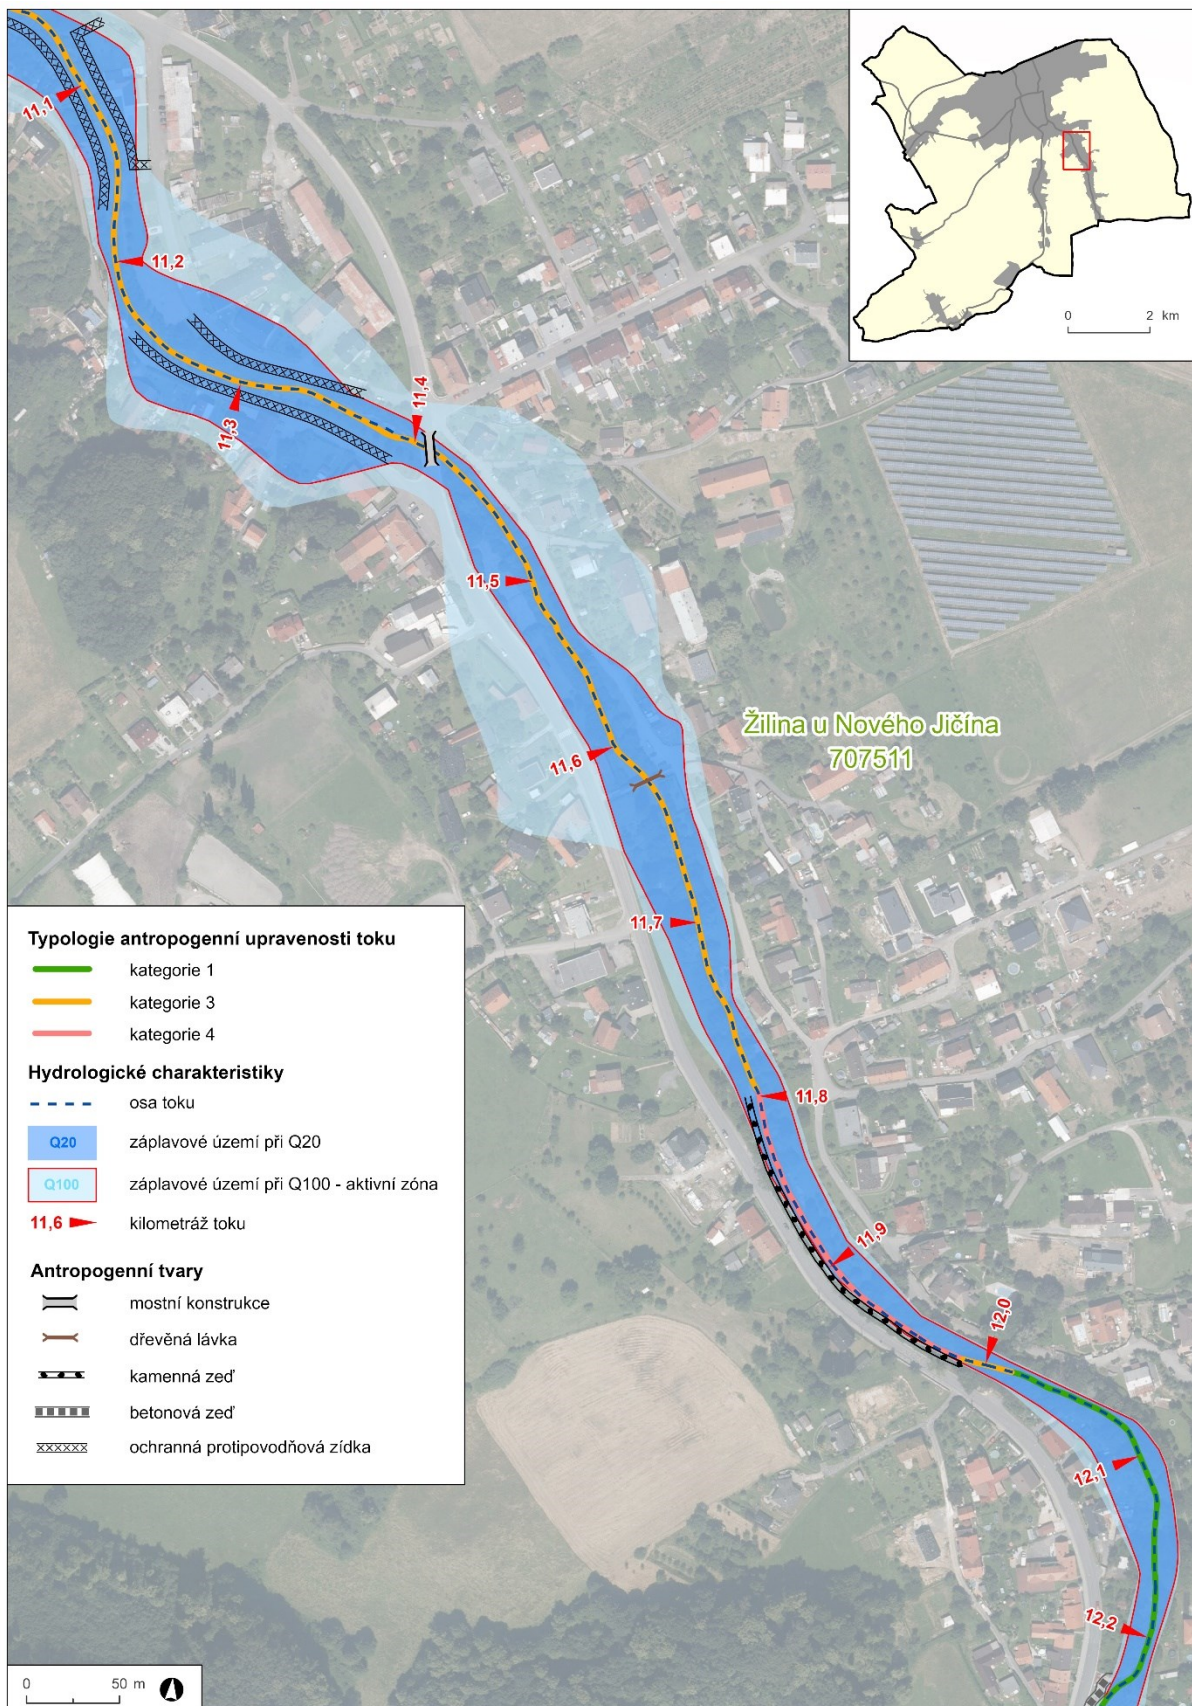 11,1
0 2 km
11,2
11,3
11,4
11,5
11,6
Žilina u Nového Jičína
707511
11,7
11,8
11,9
12,0
12,1
12,2
Typologie antropogenní upravenosti toku
kategorie 1
kategorie 3
kategorie 4
Hydrologické charakteristiky
osa toku
Q20 záplavové území při Q20
Q100 záplavové území při Q100 - aktivní zóna
11,6 kilometráž toku
Antropogenní tvary
mostní konstrukce
dřevěná lávka
kamenná zeď
betonová zeď
ochranná protipovodňová zídka
0 50 m